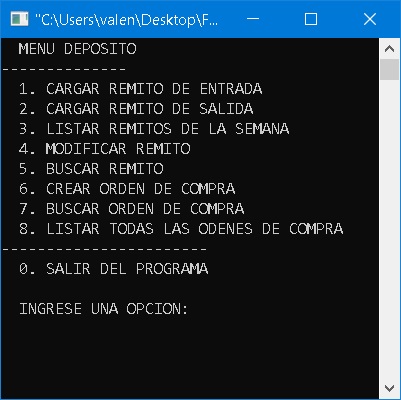 "C:\Users\valen\Desktop\F...
MENU DEPOSITO
--------------
1. CARGAR REMITO DE ENTRADA
2. CARGAR REMITO DE SALIDA
3. LISTAR REMITOS DE LA SEMANA
4. MODIFICAR REMITO
5. BUSCAR REMITO
6. CREAR ORDEN DE COMPRA
7. BUSCAR ORDEN DE COMPRA
8. LISTAR TODAS LAS ODENES DE COMPRA
-----------------------
0. SALIR DEL PROGRAMA
INGRESE UNA OPCION: